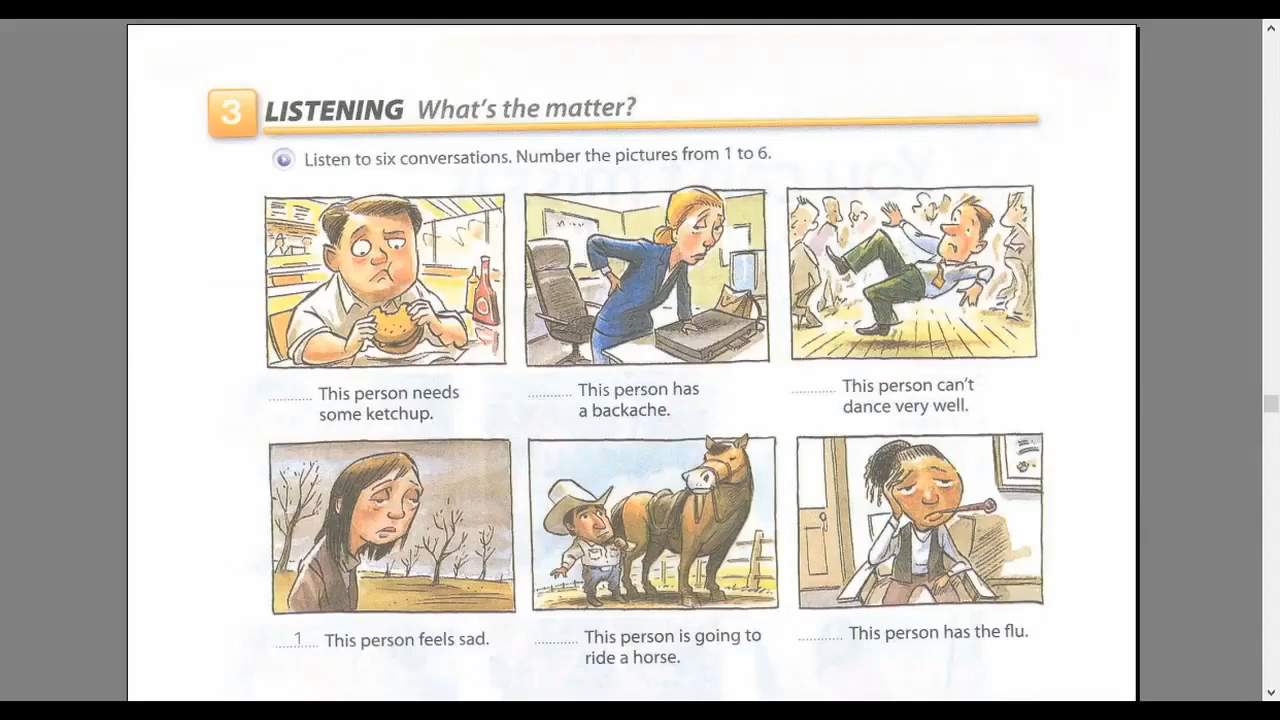 3 LISTENING What's the matter?
Listen to six conversations. Number the pictures from 1 to 6.
............ This person needs
some ketchup.
............ This person has
a backache.
............ This person can't
dance very well.
1 This person feels sad.
............ This person is going to
ride a horse.
............ This person has the flu.